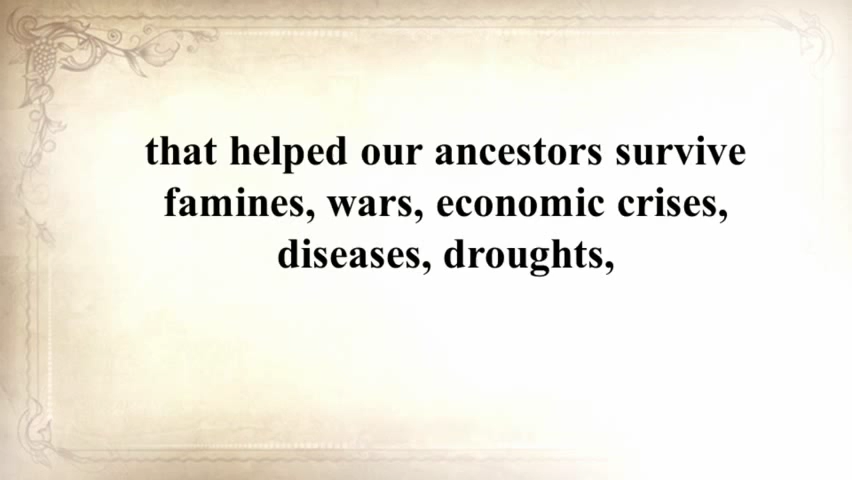 that helped our ancestors survive
famines, wars, economic crises,
diseases, droughts,